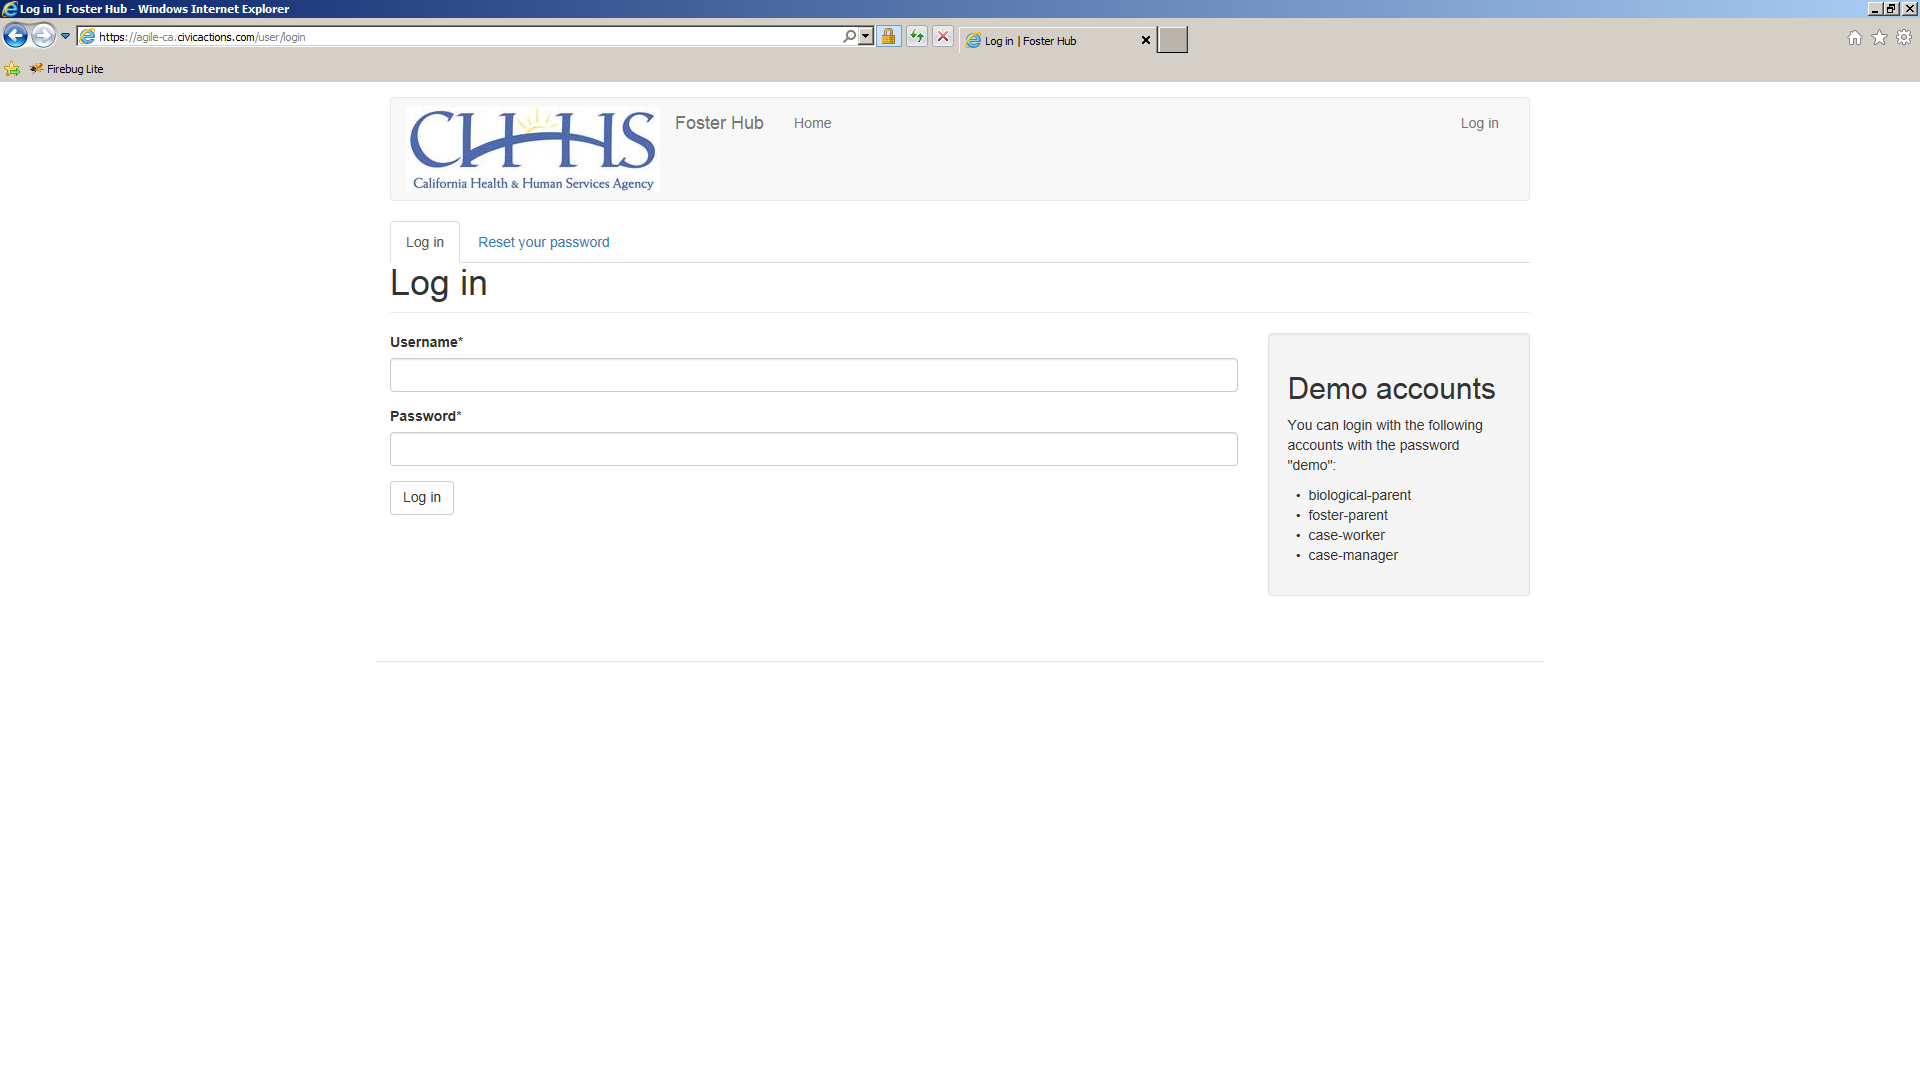 Log in | Foster Hub - Windows Internet Explorer
https://agile-ca.civicactions.com/user/login
Log in | Foster Hub
Firebug Lite
CHHS
California Health & Human Services Agency
Foster Hub
Home
Log in
Log in
Reset your password
Log in
Username*
Password*
Log in
Demo accounts
You can login with the following
accounts with the password
"demo":
• biological-parent
• foster-parent
• case-worker
• case-manager